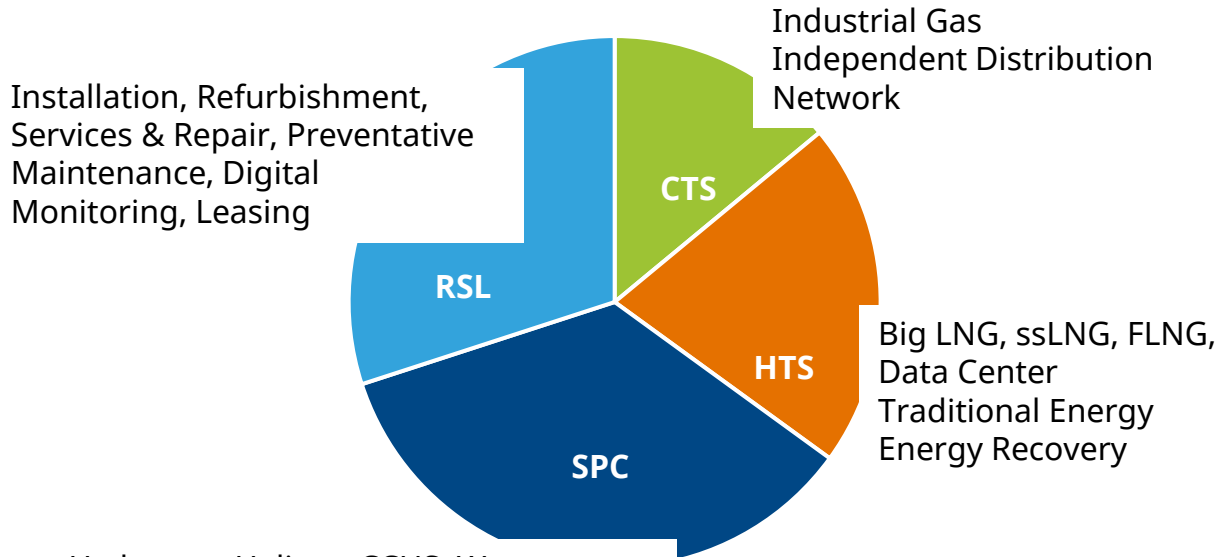 Industrial Gas
Independent Distribution
Network
Installation, Refurbishment,
Services & Repair, Preventative
Maintenance, Digital
Monitoring, Leasing
CTS
RSL
HTS
Big LNG, ssLNG, FLNG,
Data Center
Traditional Energy
Energy Recovery
SPC